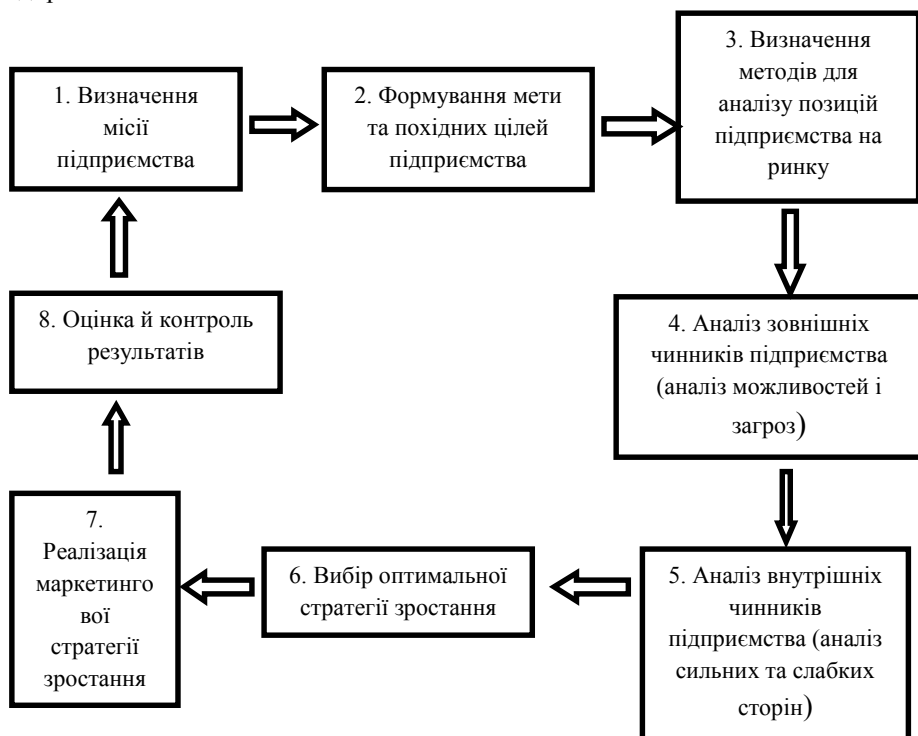 1. Визначення
місії
підприємства
2. Формування мети
та похідних цілей
підприємства
3. Визначення
методів для
аналізу позицій
підприємства на
ринку
4. Аналіз зовнішніх
чинників підприємства
(аналіз можливостей і
загроз)
5. Аналіз внутрішніх
чинників
підприємства (аналіз
сильних та слабких
сторін)
6. Вибір оптимальної
стратегії зростання
7.
Реалізація
маркетинго
вої
стратегії
зростання
8. Оцінка й контроль
результатів